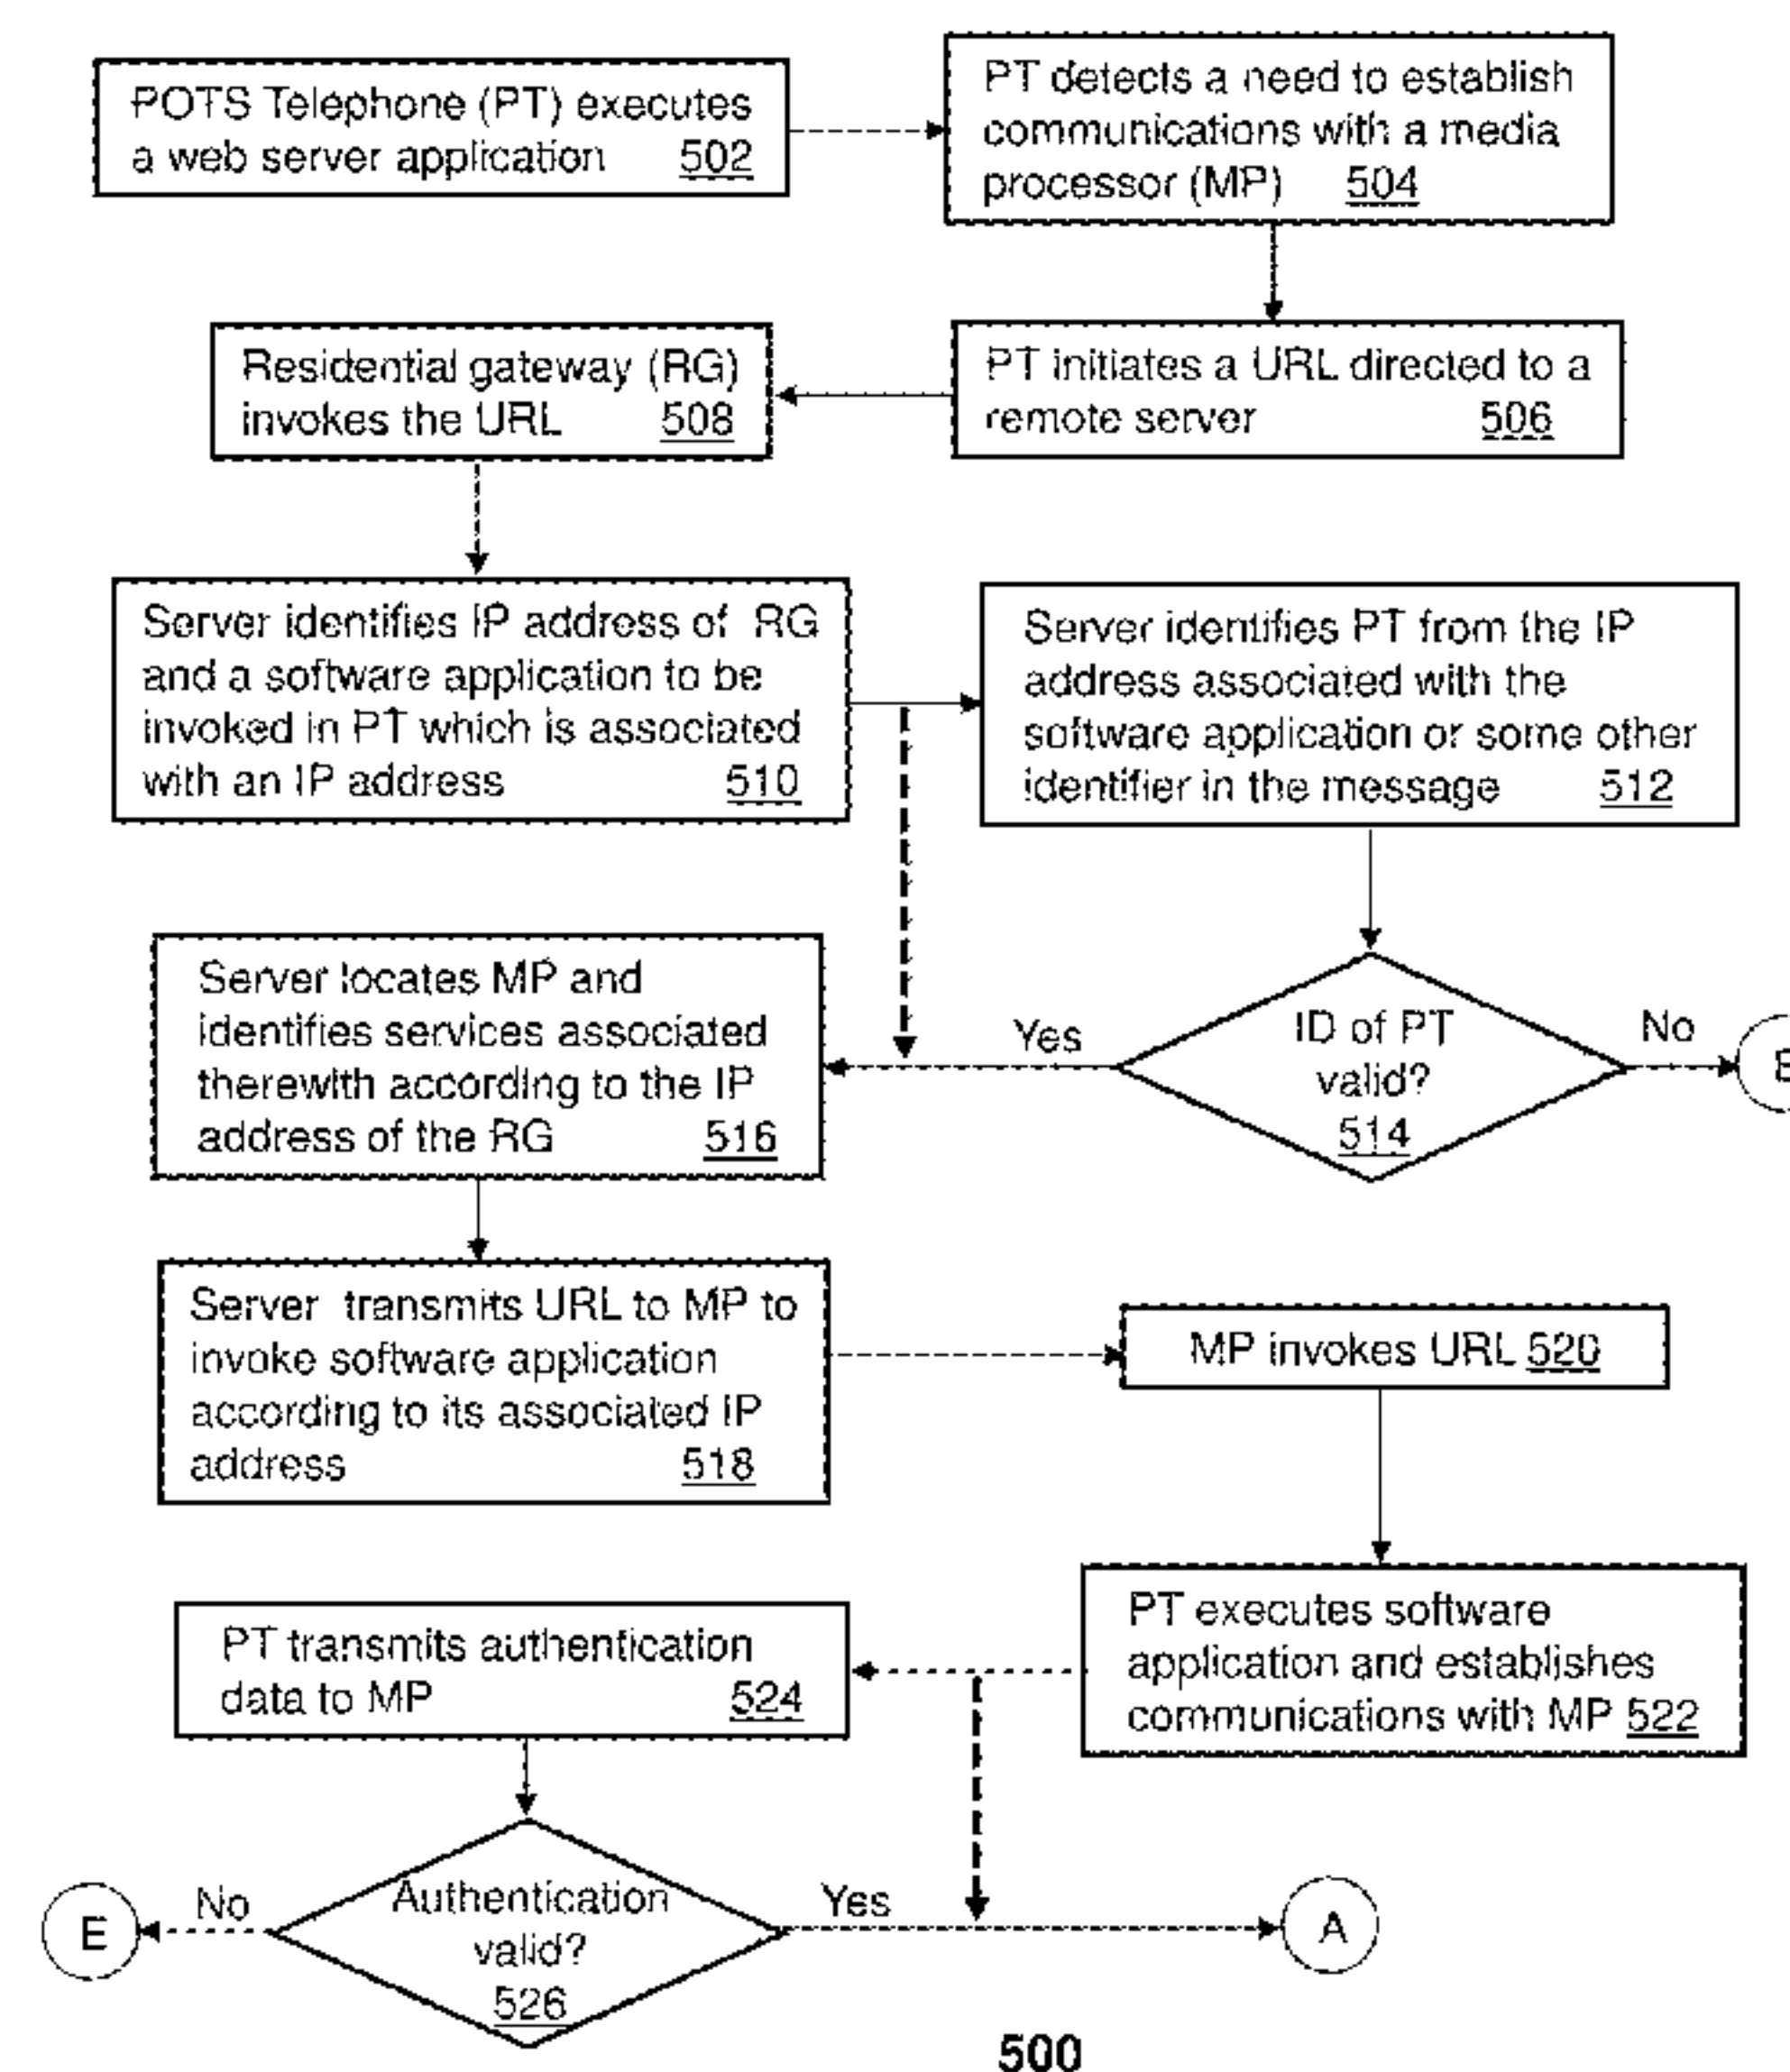 POTS Telephone (PT) executes
a web server application 502
PT detects a need to establish
communications with a media
processor (MP) 504
PT initiates a URL directed to a
remote server 506
Residential gateway (RG)
invokes the URL 508
Server identifies IP address of RG
and a software application to be
invoked in PT which is associated
with an IP address 510
Server identifies PT from the IP
address associated with the
software application or some other
identifier in the message 512
ID of PT
valid?
514
No
Yes
Server locates MP and
identifies services associated
therewith according to the IP
address of the RG 516
Server transmits URL to MP to
invoke software application
according to its associated IP
address 518
MP invokes URL 520
PT executes software
application and establishes
communications with MP 522
PT transmits authentication
data to MP 524
Authentication
valid?
526
No
E
Yes
A
500